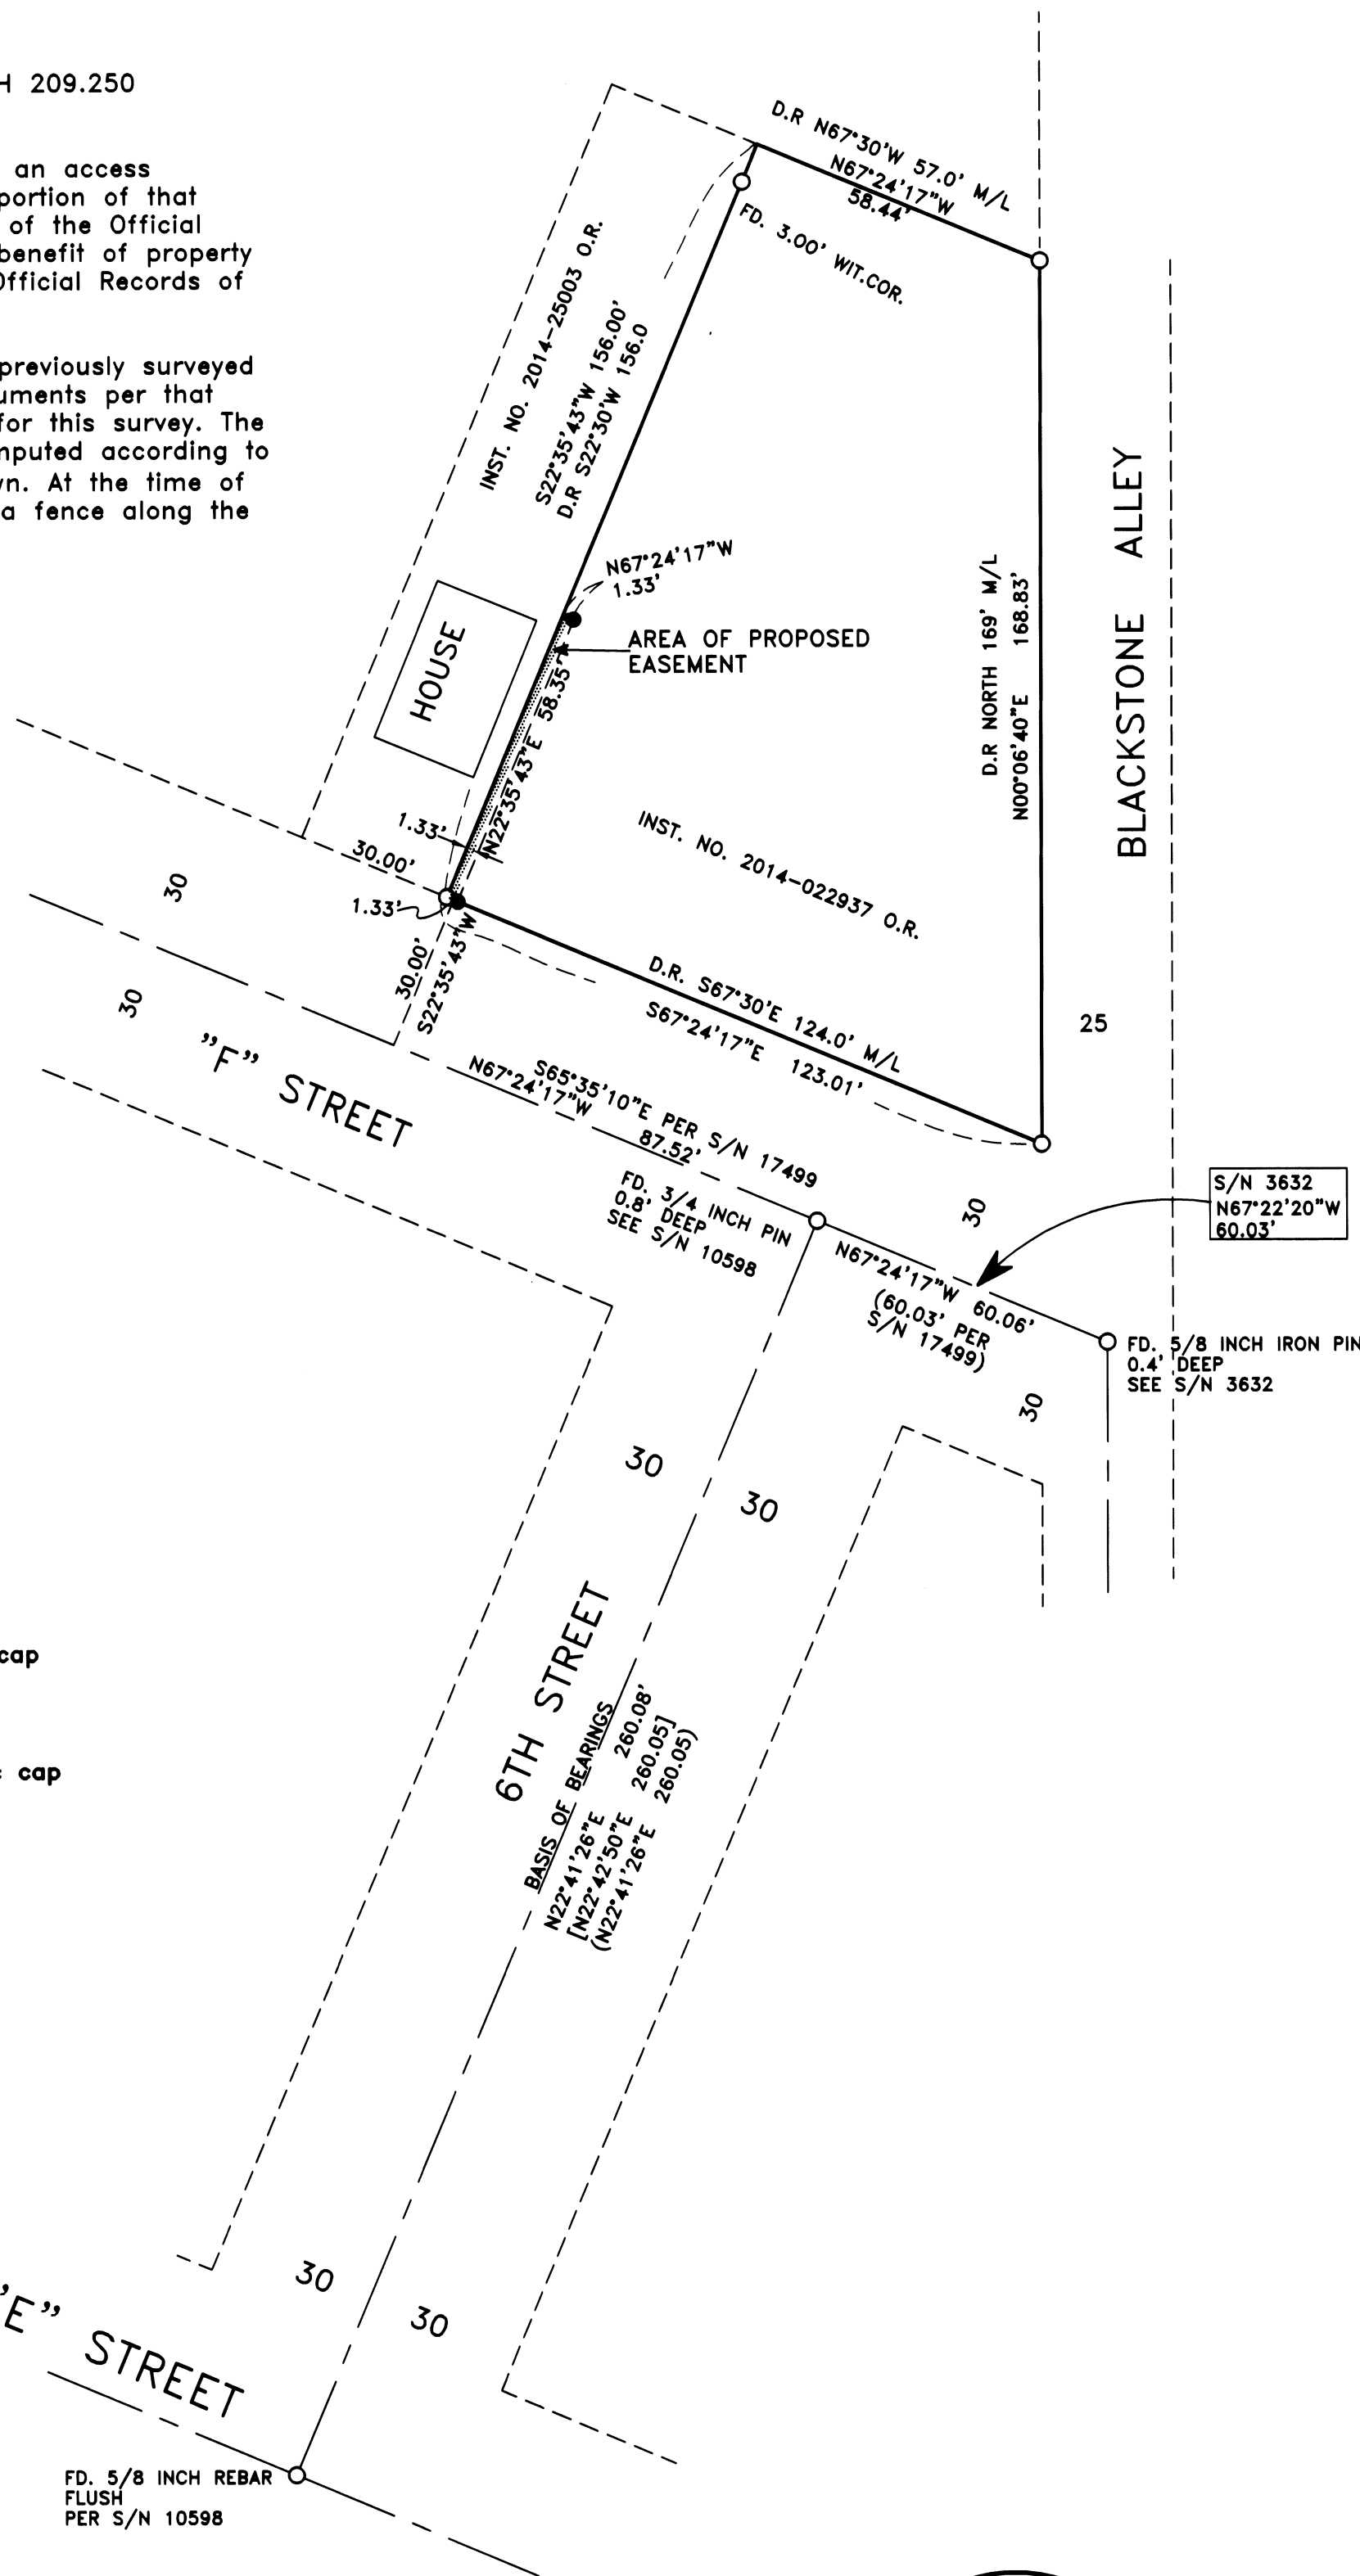 H 209.250
an access
portion of that
of the Official
benefit of property
Official Records of
previously surveyed
uments per that
for this survey. The
mputed according to
wn. At the time of
a fence along the
D.R N67°30'W 57.0' M/L
N67°24'17"W
58.44'
FD. 3.00' WIT.COR.
INST. NO. 2014-25003 O.R.
S22°35'43"W 156.00'
D.R S22°30'W 156.0
N67°24'17"W
1.33'
AREA OF PROPOSED
EASEMENT
HOUSE
N22°35'43"E 58.35'
D.R NORTH 169' M/L
N00°06'40"E 168.83'
BLACKSTONE ALLEY
1.33'
30.00'
1.33'
30
30
30.00'
S22°35'43"W
INST. NO. 2014-022937 O.R.
D.R. S67°30'E 124.0' M/L
S67°24'17"E 123.01'
25
"F" STREET
S65°35'10"E PER S/N 17499
N67°24'17"W 87.52'
FD. 3/4 INCH PIN
0.8' DEEP
SEE S/N 10598
30
S/N 3632
N67°22'20"W
60.03'
N67°24'17"W 60.06'
(60.03' PER
S/N 17499)
FD. 5/8 INCH IRON PIN
0.4' DEEP
SEE S/N 3632
30
30
30
6TH STREET
BASIS OF BEARINGS
N22°41'26"E 260.08'
[N22°42'50"E 260.05]
(N22°41'26"E 260.05)
cap
cap
30
30
"E" STREET
FD. 5/8 INCH REBAR
FLUSH
PER S/N 10598